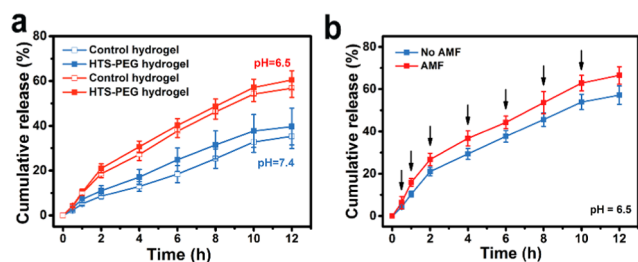 a
Cumulative release (%)
80
60
40
20
0
Control hydrogel
HTS-PEG hydrogel
Control hydrogel
HTS-PEG hydrogel
pH=6.5
pH=7.4
0 2 4 6 8 10 12
Time (h)
b
Cumulative release (%)
80
60
40
20
0
No AMF
AMF
pH = 6.5
0 2 4 6 8 10 12
Time (h)